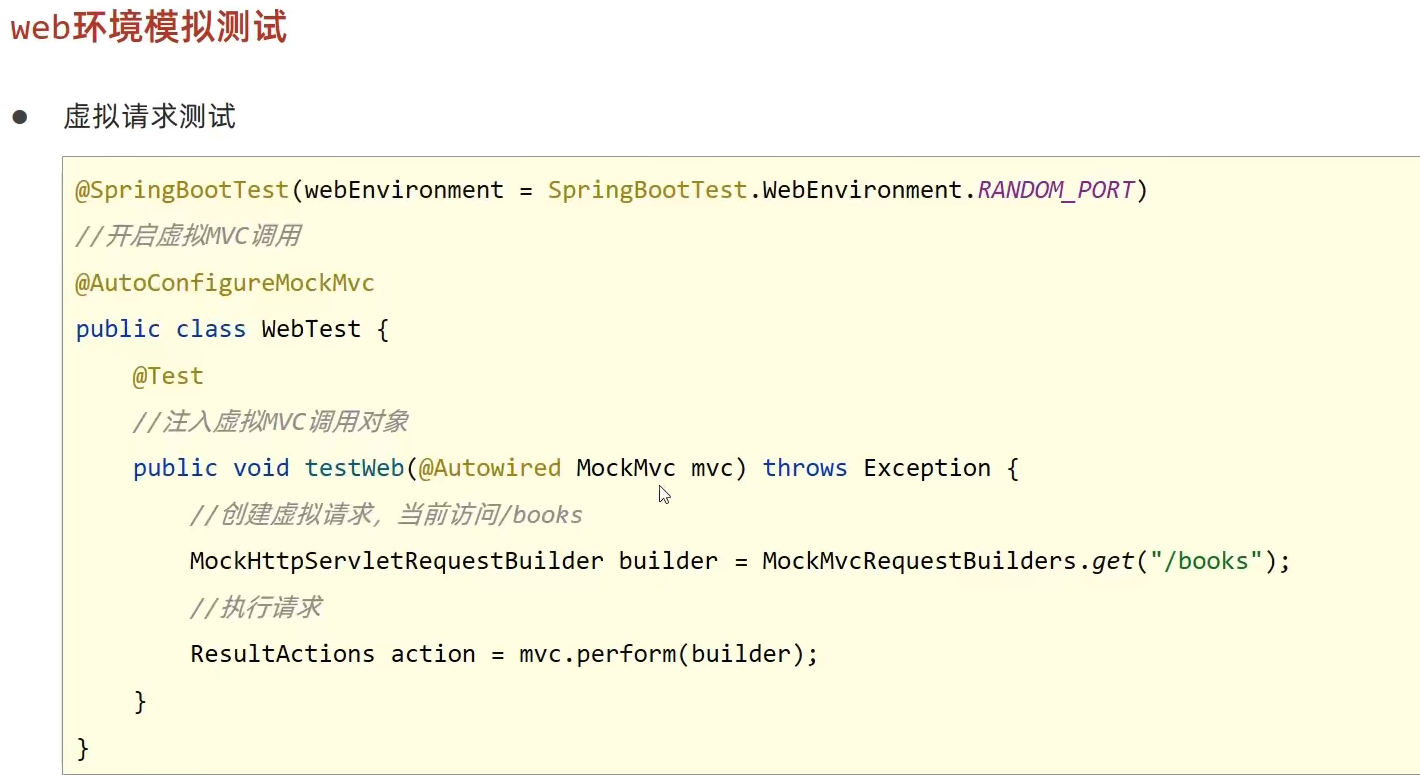 web环境模拟测试
● 虚拟请求测试
@SpringBootTest(webEnvironment = SpringBootTest.WebEnvironment.RANDOM_PORT)
//开启虚拟MVC调用
@AutoConfigureMockMvc
public class WebTest {
    @Test
    //注入虚拟MVC调用对象
    public void testWeb(@Autowired MockMvc mvc) throws Exception {
        //创建虚拟请求，当前访问/books
        MockHttpServletRequestBuilder builder = MockMvcRequestBuilders.get("/books");
        //执行请求
        ResultActions action = mvc.perform(builder);
    }
}